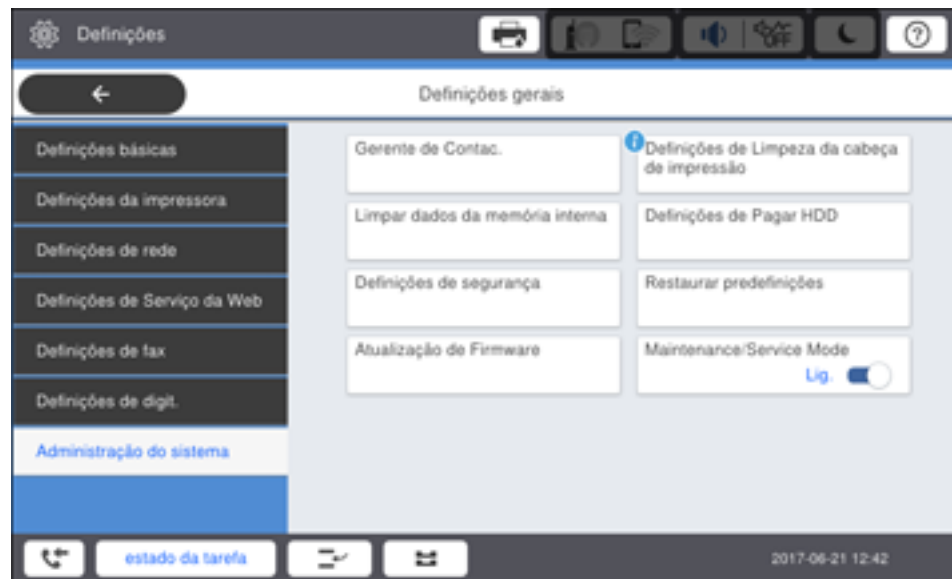 Definições
OFF
Definições gerais
Definições básicas
Definições da impressora
Definições de rede
Definições de Serviço da Web
Definições de fax
Definições de digit.
Administração do sistema
Gerente de Contac.
Definições de Limpeza da cabeça
de impressão
Limpar dados da memória interna
Definições de Pagar HDD
Definições de segurança
Restaurar predefinições
Atualização de Firmware
Maintenance/Service Mode
Lig.
estado da tarefa
2017-06-21 12:42